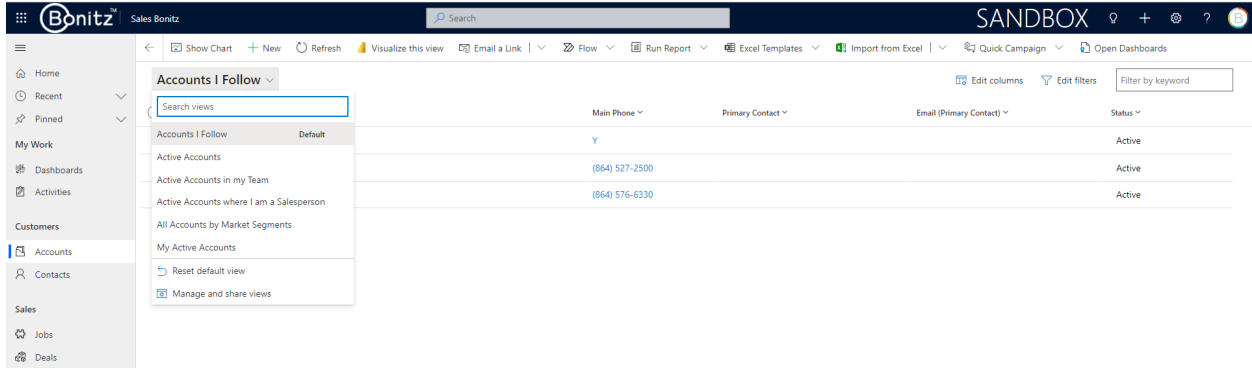 Bonitz™ Sales Bonitz Search SANDBOX + ? B
Show Chart New Refresh Visualize this view Email a Link Flow Run Report Excel Templates Import from Excel Quick Campaign Open Dashboards
Home
Recent
Pinned
My Work
Dashboards
Activities
Customers
Accounts
Contacts
Sales
Jobs
Deals
Accounts I Follow
Edit columns Edit filters Filter by keyword
Search views
Accounts I Follow Default
Active Accounts
Active Accounts in my Team
Active Accounts where I am a Salesperson
All Accounts by Market Segments
My Active Accounts
Reset default view
Manage and share views
Main Phone Primary Contact Email (Primary Contact) Status
Y Active
(864) 527-2500 Active
(864) 576-6330 Active